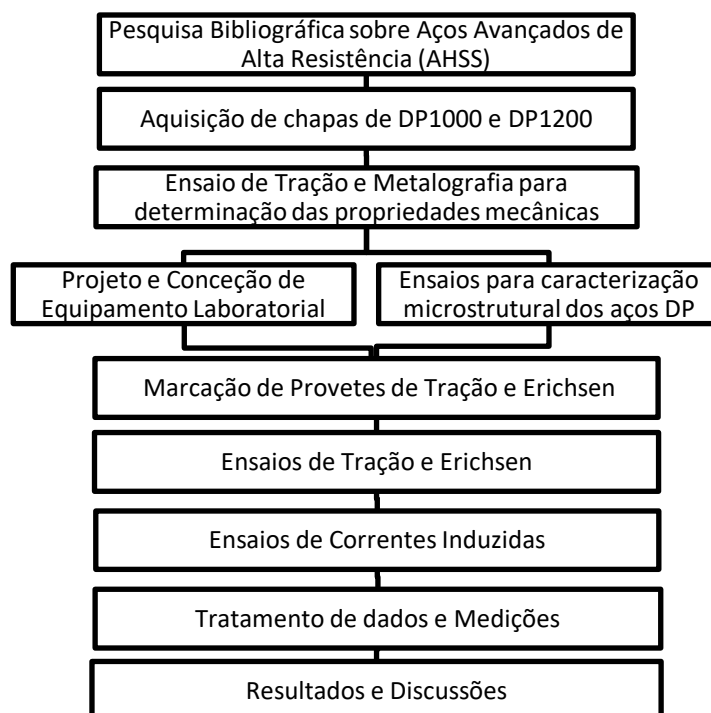 Pesquisa Bibliográfica sobre Aços Avançados de
Alta Resistência (AHSS)
Aquisição de chapas de DP1000 e DP1200
Ensaio de Tração e Metalografia para
determinação das propriedades mecânicas
Projeto e Conceção de
Equipamento Laboratorial
Ensaios para caracterização
microstrutural dos aços DP
Marcação de Provetes de Tração e Erichsen
Ensaios de Tração e Erichsen
Ensaios de Correntes Induzidas
Tratamento de dados e Medições
Resultados e Discussões